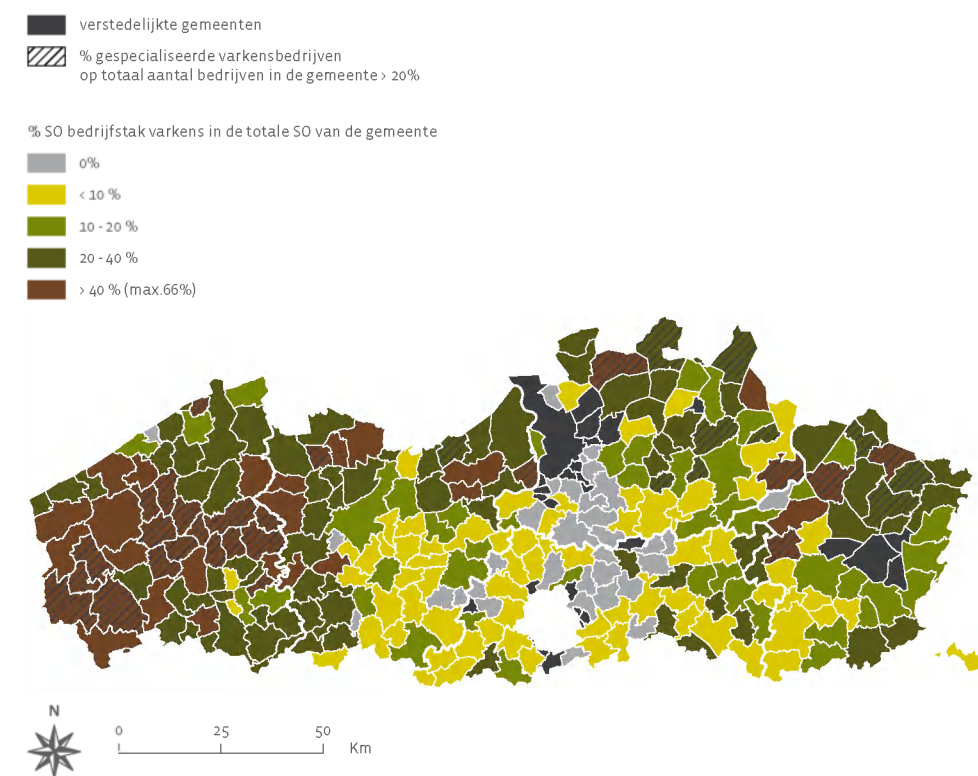 verstedelijkte gemeenten
% gespecialiseerde varkensbedrijven
op totaal aantal bedrijven in de gemeente > 20%
% SO bedrijfstak varkens in de totale SO van de gemeente
0%
< 10 %
10 - 20 %
20 - 40 %
> 40 % (max.66%)
N
0 25 50
Km